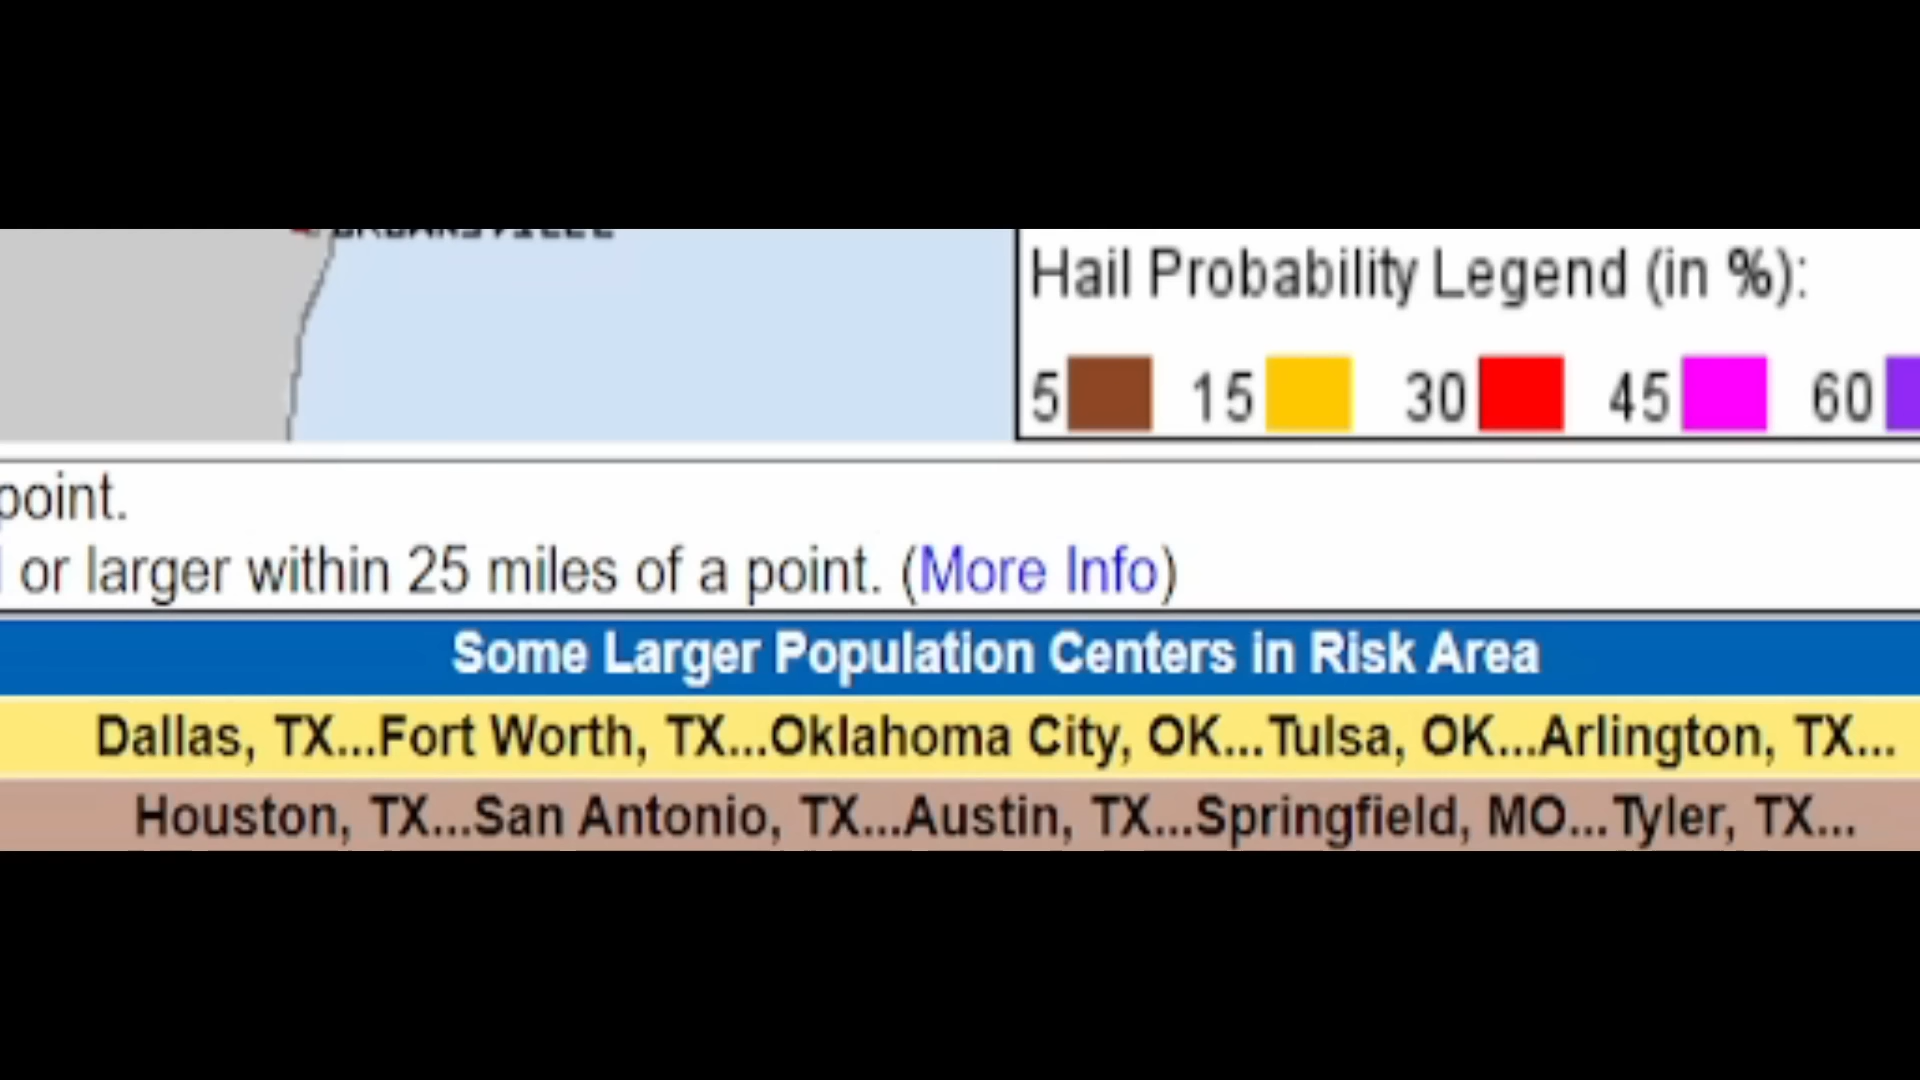 Hail Probability Legend (in %):
5 15 30 45 60
point.
or larger within 25 miles of a point. (More Info)
Some Larger Population Centers in Risk Area
Dallas, TX...Fort Worth, TX...Oklahoma City, OK...Tulsa, OK...Arlington, TX...
Houston, TX...San Antonio, TX...Austin, TX...Springfield, MO...Tyler, TX...